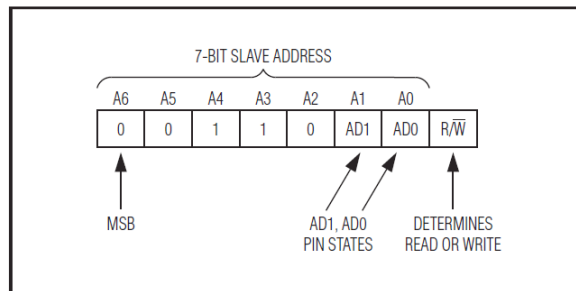 7-BIT SLAVE ADDRESS
A6 A5 A4 A3 A2 A1 A0
0 0 1 1 0 AD1 AD0 R/W̅
MSB
AD1, AD0
PIN STATES
DETERMINES
READ OR WRITE